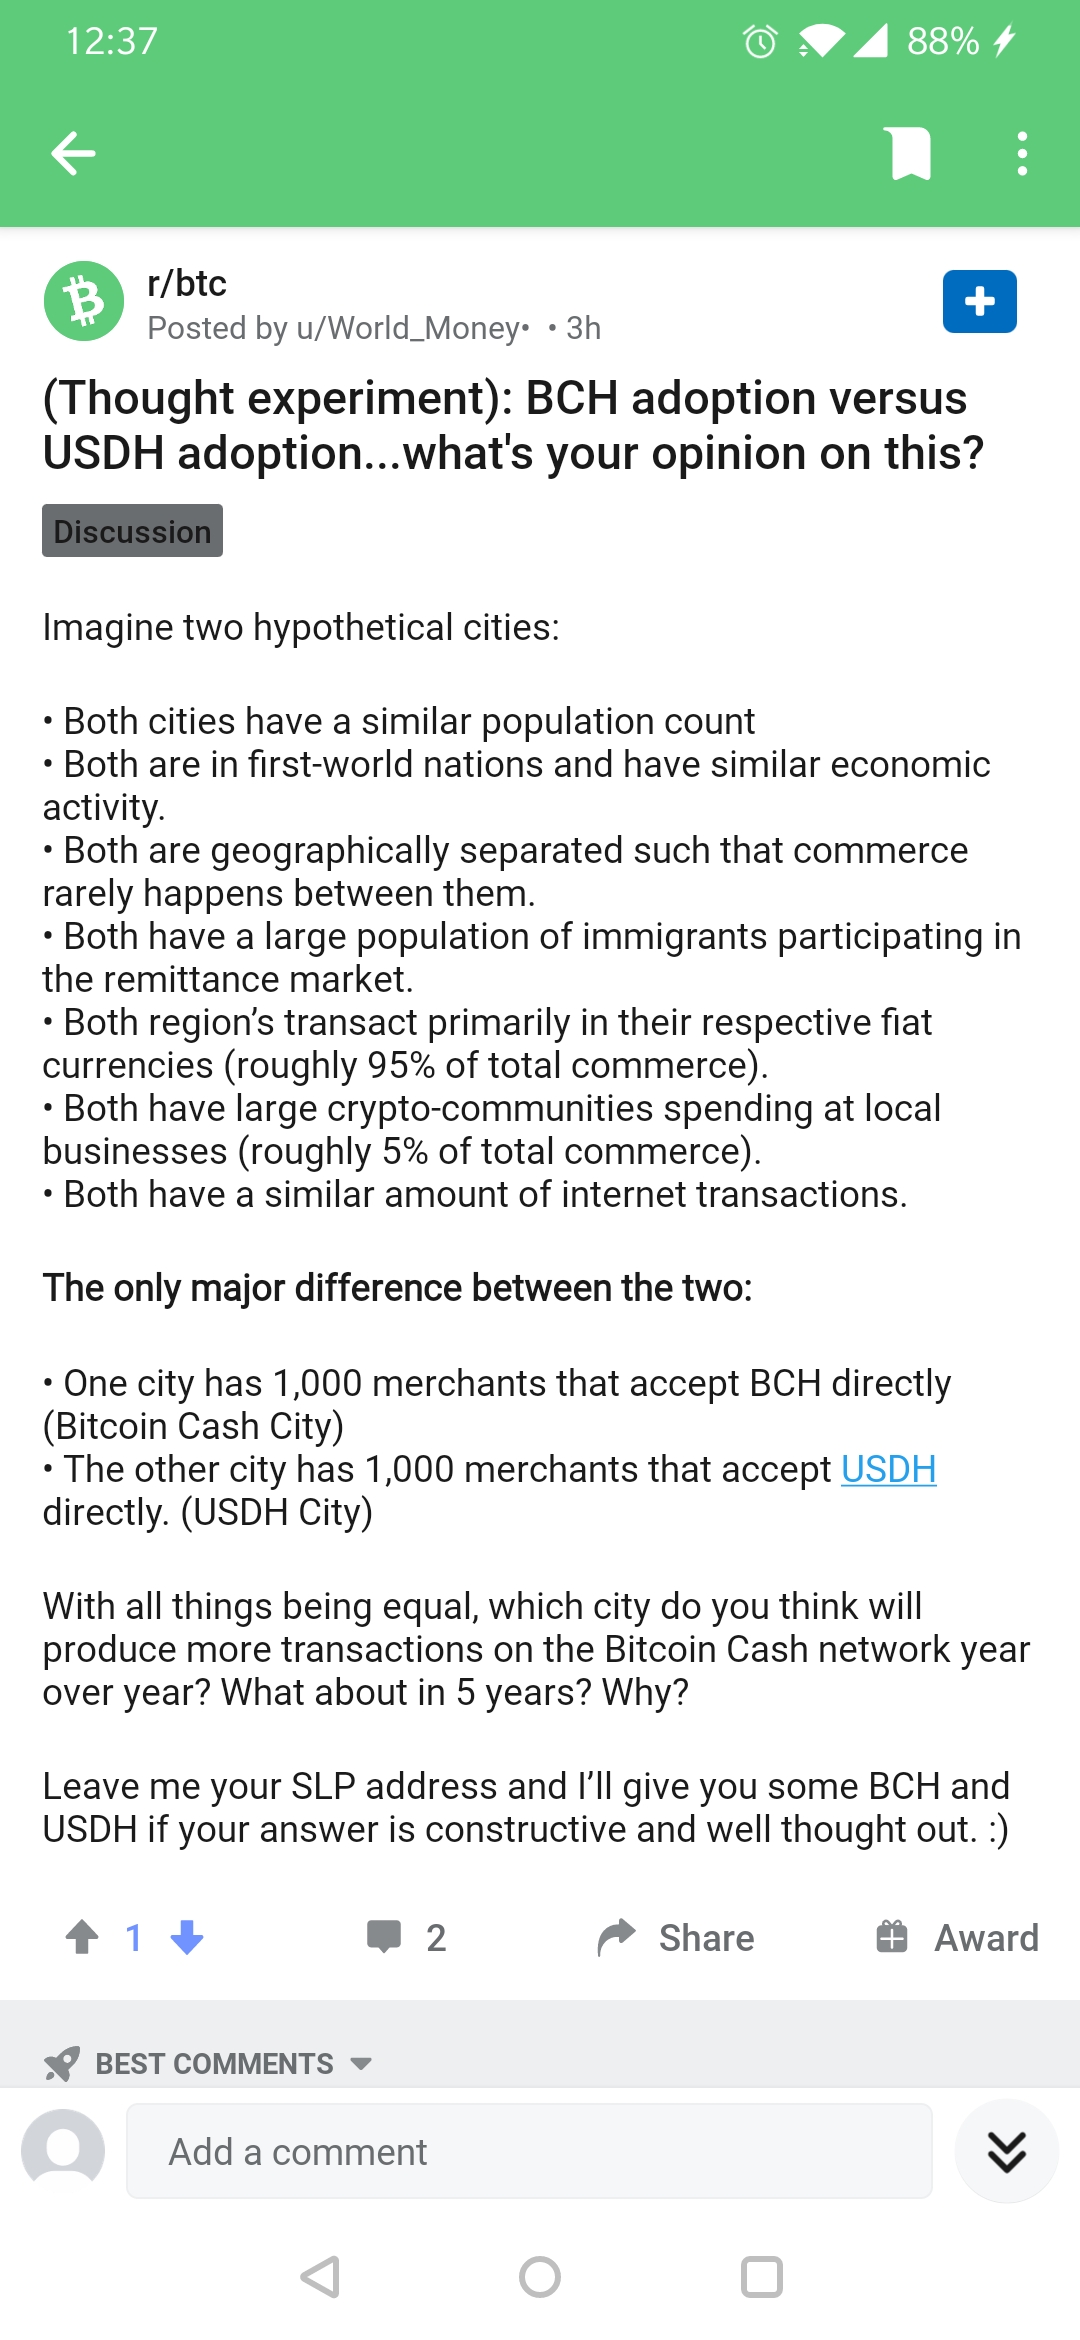 12:37
88%
r/btc
Posted by u/World_Money• • 3h
(Thought experiment): BCH adoption versus
USDH adoption...what's your opinion on this?
Discussion
Imagine two hypothetical cities:
• Both cities have a similar population count
• Both are in first-world nations and have similar economic
activity.
• Both are geographically separated such that commerce
rarely happens between them.
• Both have a large population of immigrants participating in
the remittance market.
• Both region’s transact primarily in their respective fiat
currencies (roughly 95% of total commerce).
• Both have large crypto-communities spending at local
businesses (roughly 5% of total commerce).
• Both have a similar amount of internet transactions.
The only major difference between the two:
• One city has 1,000 merchants that accept BCH directly
(Bitcoin Cash City)
• The other city has 1,000 merchants that accept USDH
directly. (USDH City)
With all things being equal, which city do you think will
produce more transactions on the Bitcoin Cash network year
over year? What about in 5 years? Why?
Leave me your SLP address and I’ll give you some BCH and
USDH if your answer is constructive and well thought out. :)
1
2
Share
Award
BEST COMMENTS
Add a comment